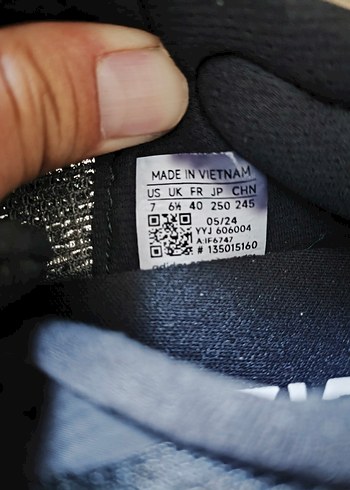 MADE IN VIETNAM
US UK FR JP CHN
7 6½ 40 250 245
05/24
YYJ 606004
A:IF6747
# 135015160